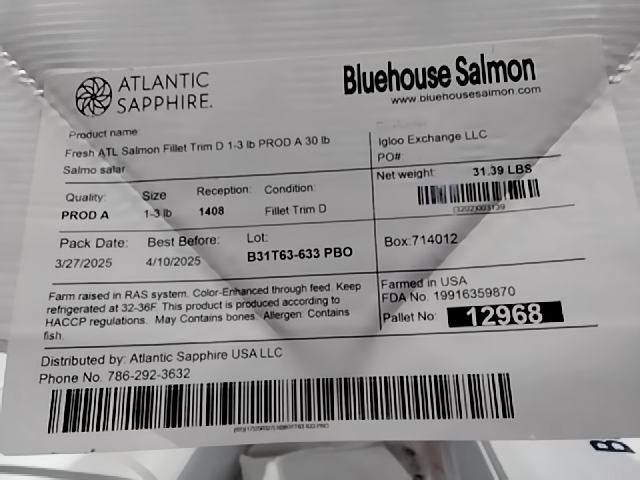 ATLANTIC
SAPPHIRE.
Bluehouse Salmon
www.bluehousesalmon.com
Product name
Fresh ATL Salmon Fillet Trim D 1-3 lb PROD A 30 lb
Salmo salar
Igloo Exchange LLC
PO#:
Quality: Size Reception: Condition:
PROD A 1-3 lb 1408 Fillet Trim D
Net weight: 31.39 LBS
(3202)003139
Pack Date: Best Before: Lot:
3/27/2025 4/10/2025 B31T63-633 PBO
Box:714012
Farm raised in RAS system. Color-Enhanced through feed. Keep
refrigerated at 32-36F. This product is produced according to
HACCP regulations. May Contains bones. Allergen: Contains
fish.
Farmed in USA
FDA No. 19916359870
Pallet No: 12968
Distributed by: Atlantic Sapphire USA LLC
Phone No. 786-292-3632
B